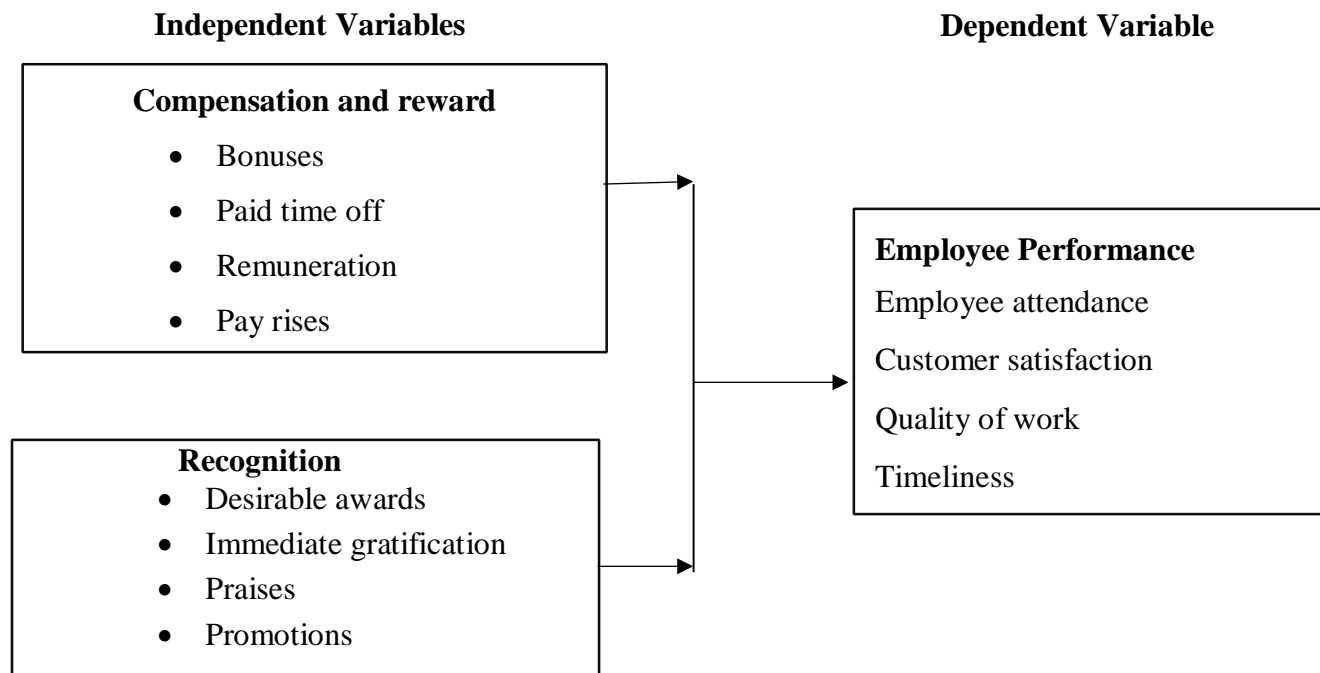 Independent Variables
Dependent Variable
Compensation and reward
• Bonuses
• Paid time off
• Remuneration
• Pay rises
Recognition
• Desirable awards
• Immediate gratification
• Praises
• Promotions
Employee Performance
Employee attendance
Customer satisfaction
Quality of work
Timeliness